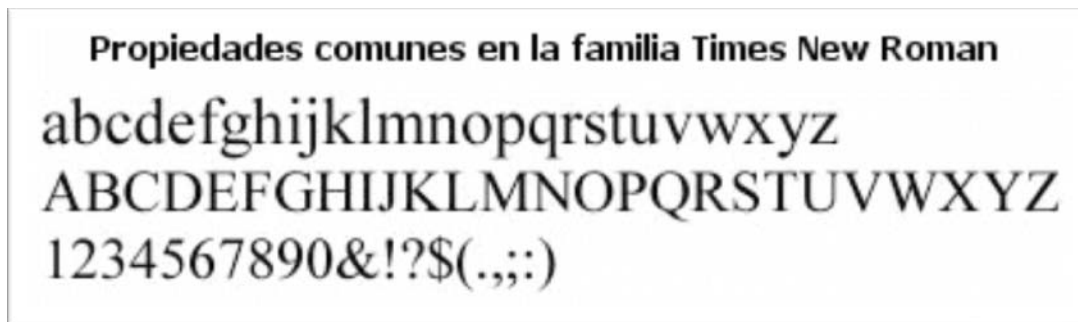 Propiedades comunes en la familia Times New Roman
abcdefghijklmnopqrstuvwxyz
ABCDEFGHIJKLMNOPQRSTUVWXYZ
1234567890&!?$(.,;:)